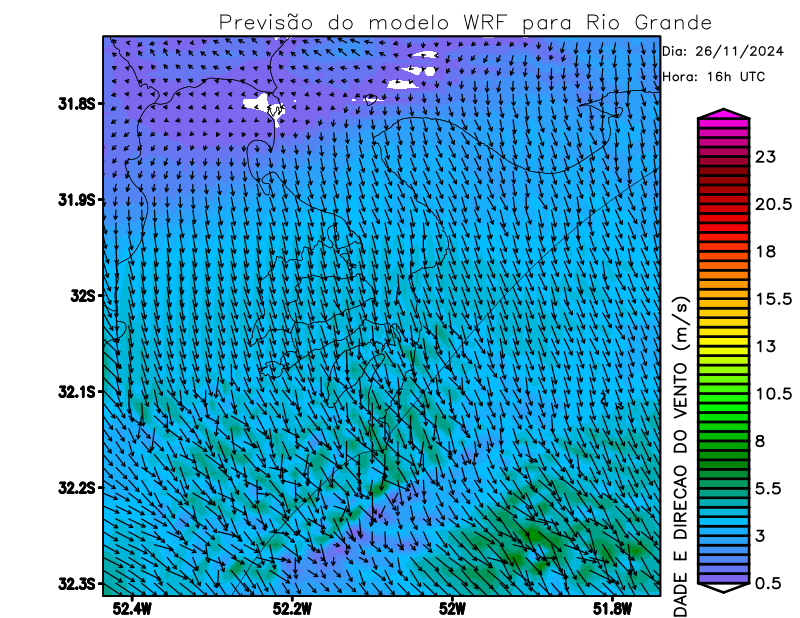 Previsão do modelo WRF para Rio Grande
Dia: 26/11/2024
Hora: 16h UTC
31.8S
31.9S
32S
32.1S
32.2S
32.3S
52.4W
52.2W
52W
51.8W
23
20.5
18
15.5
13
10.5
8
5.5
3
0.5
DADE E DIRECAO DO VENTO (m/s)